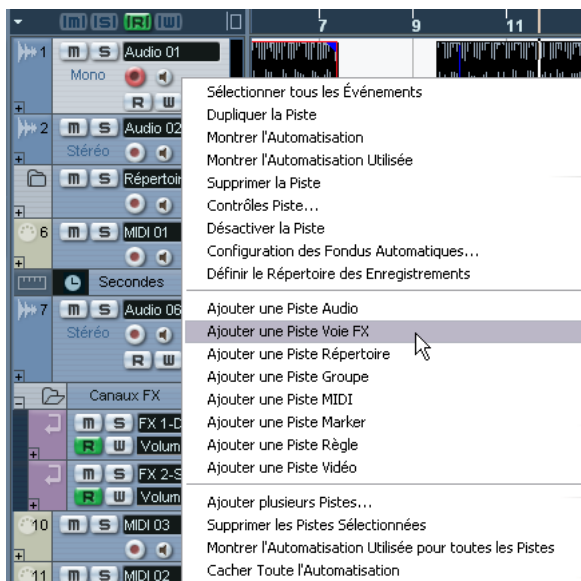 [M] [S] [R] [W]
7 9 11
1 m S Audio 01
Mono
R W
2 m S Audio 02
Stéréo
m S
6 m S MIDI 01
Secondes
7 m S Audio 06
Stéréo
R W
Canaux FX
m S
R W Volum
m S
R W Volum
10 m S MIDI 03
11 m S MIDI 02
Sélectionner tous les Événements
Dupliquer la Piste
Montrer l'Automatisation
Montrer l'Automatisation Utilisée
Supprimer la Piste
Contrôles Piste...
Désactiver la Piste
Configuration des Fondus Automatiques...
Définir le Répertoire des Enregistrements
Ajouter une Piste Audio
Ajouter une Piste Voie FX
Ajouter une Piste Répertoire
Ajouter une Piste Groupe
Ajouter une Piste MIDI
Ajouter une Piste Marker
Ajouter une Piste Règle
Ajouter une Piste Vidéo
Ajouter plusieurs Pistes...
Supprimer les Pistes Sélectionnées
Montrer l'Automatisation Utilisée pour toutes les Pistes
Cacher Toute l'Automatisation